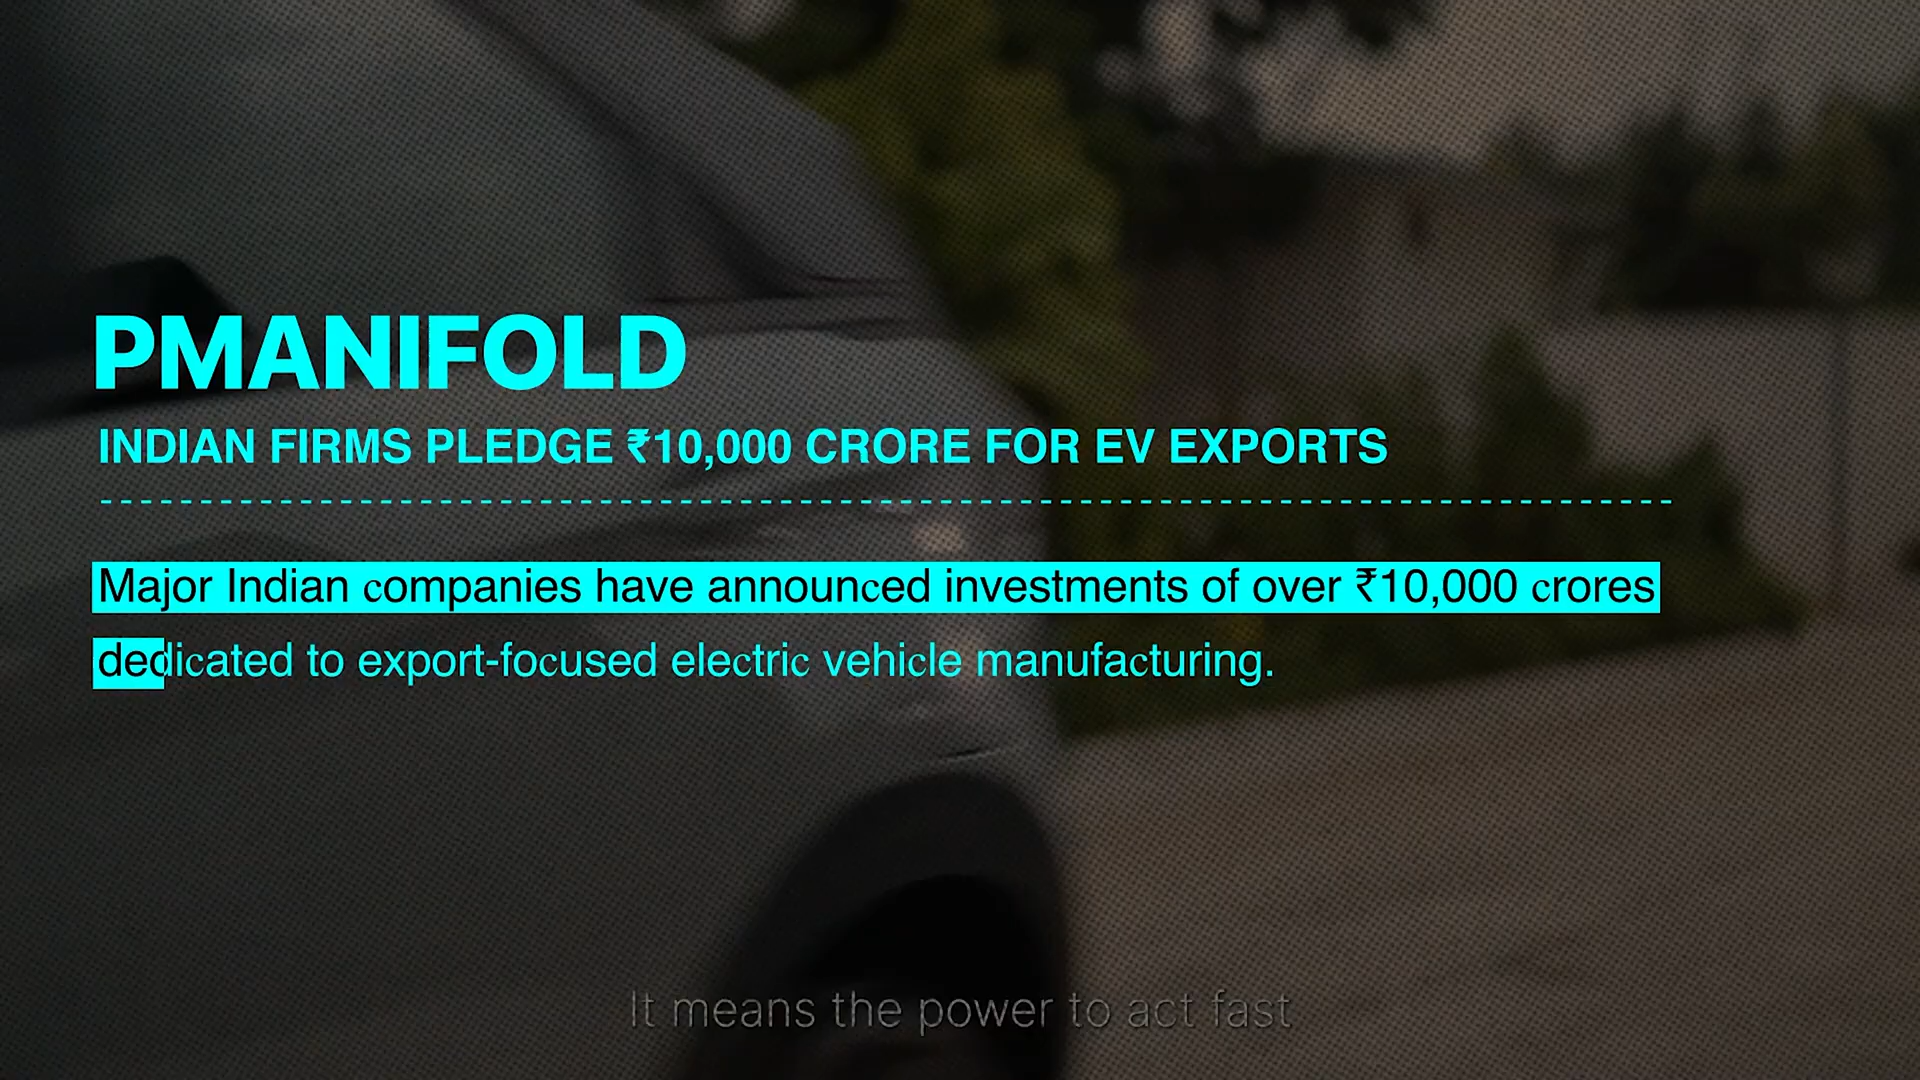 PMANIFOLD
INDIAN FIRMS PLEDGE ₹10,000 CRORE FOR EV EXPORTS
Major Indian companies have announced investments of over ₹10,000 crores
dedicated to export-focused electric vehicle manufacturing.
It means the power to act fast